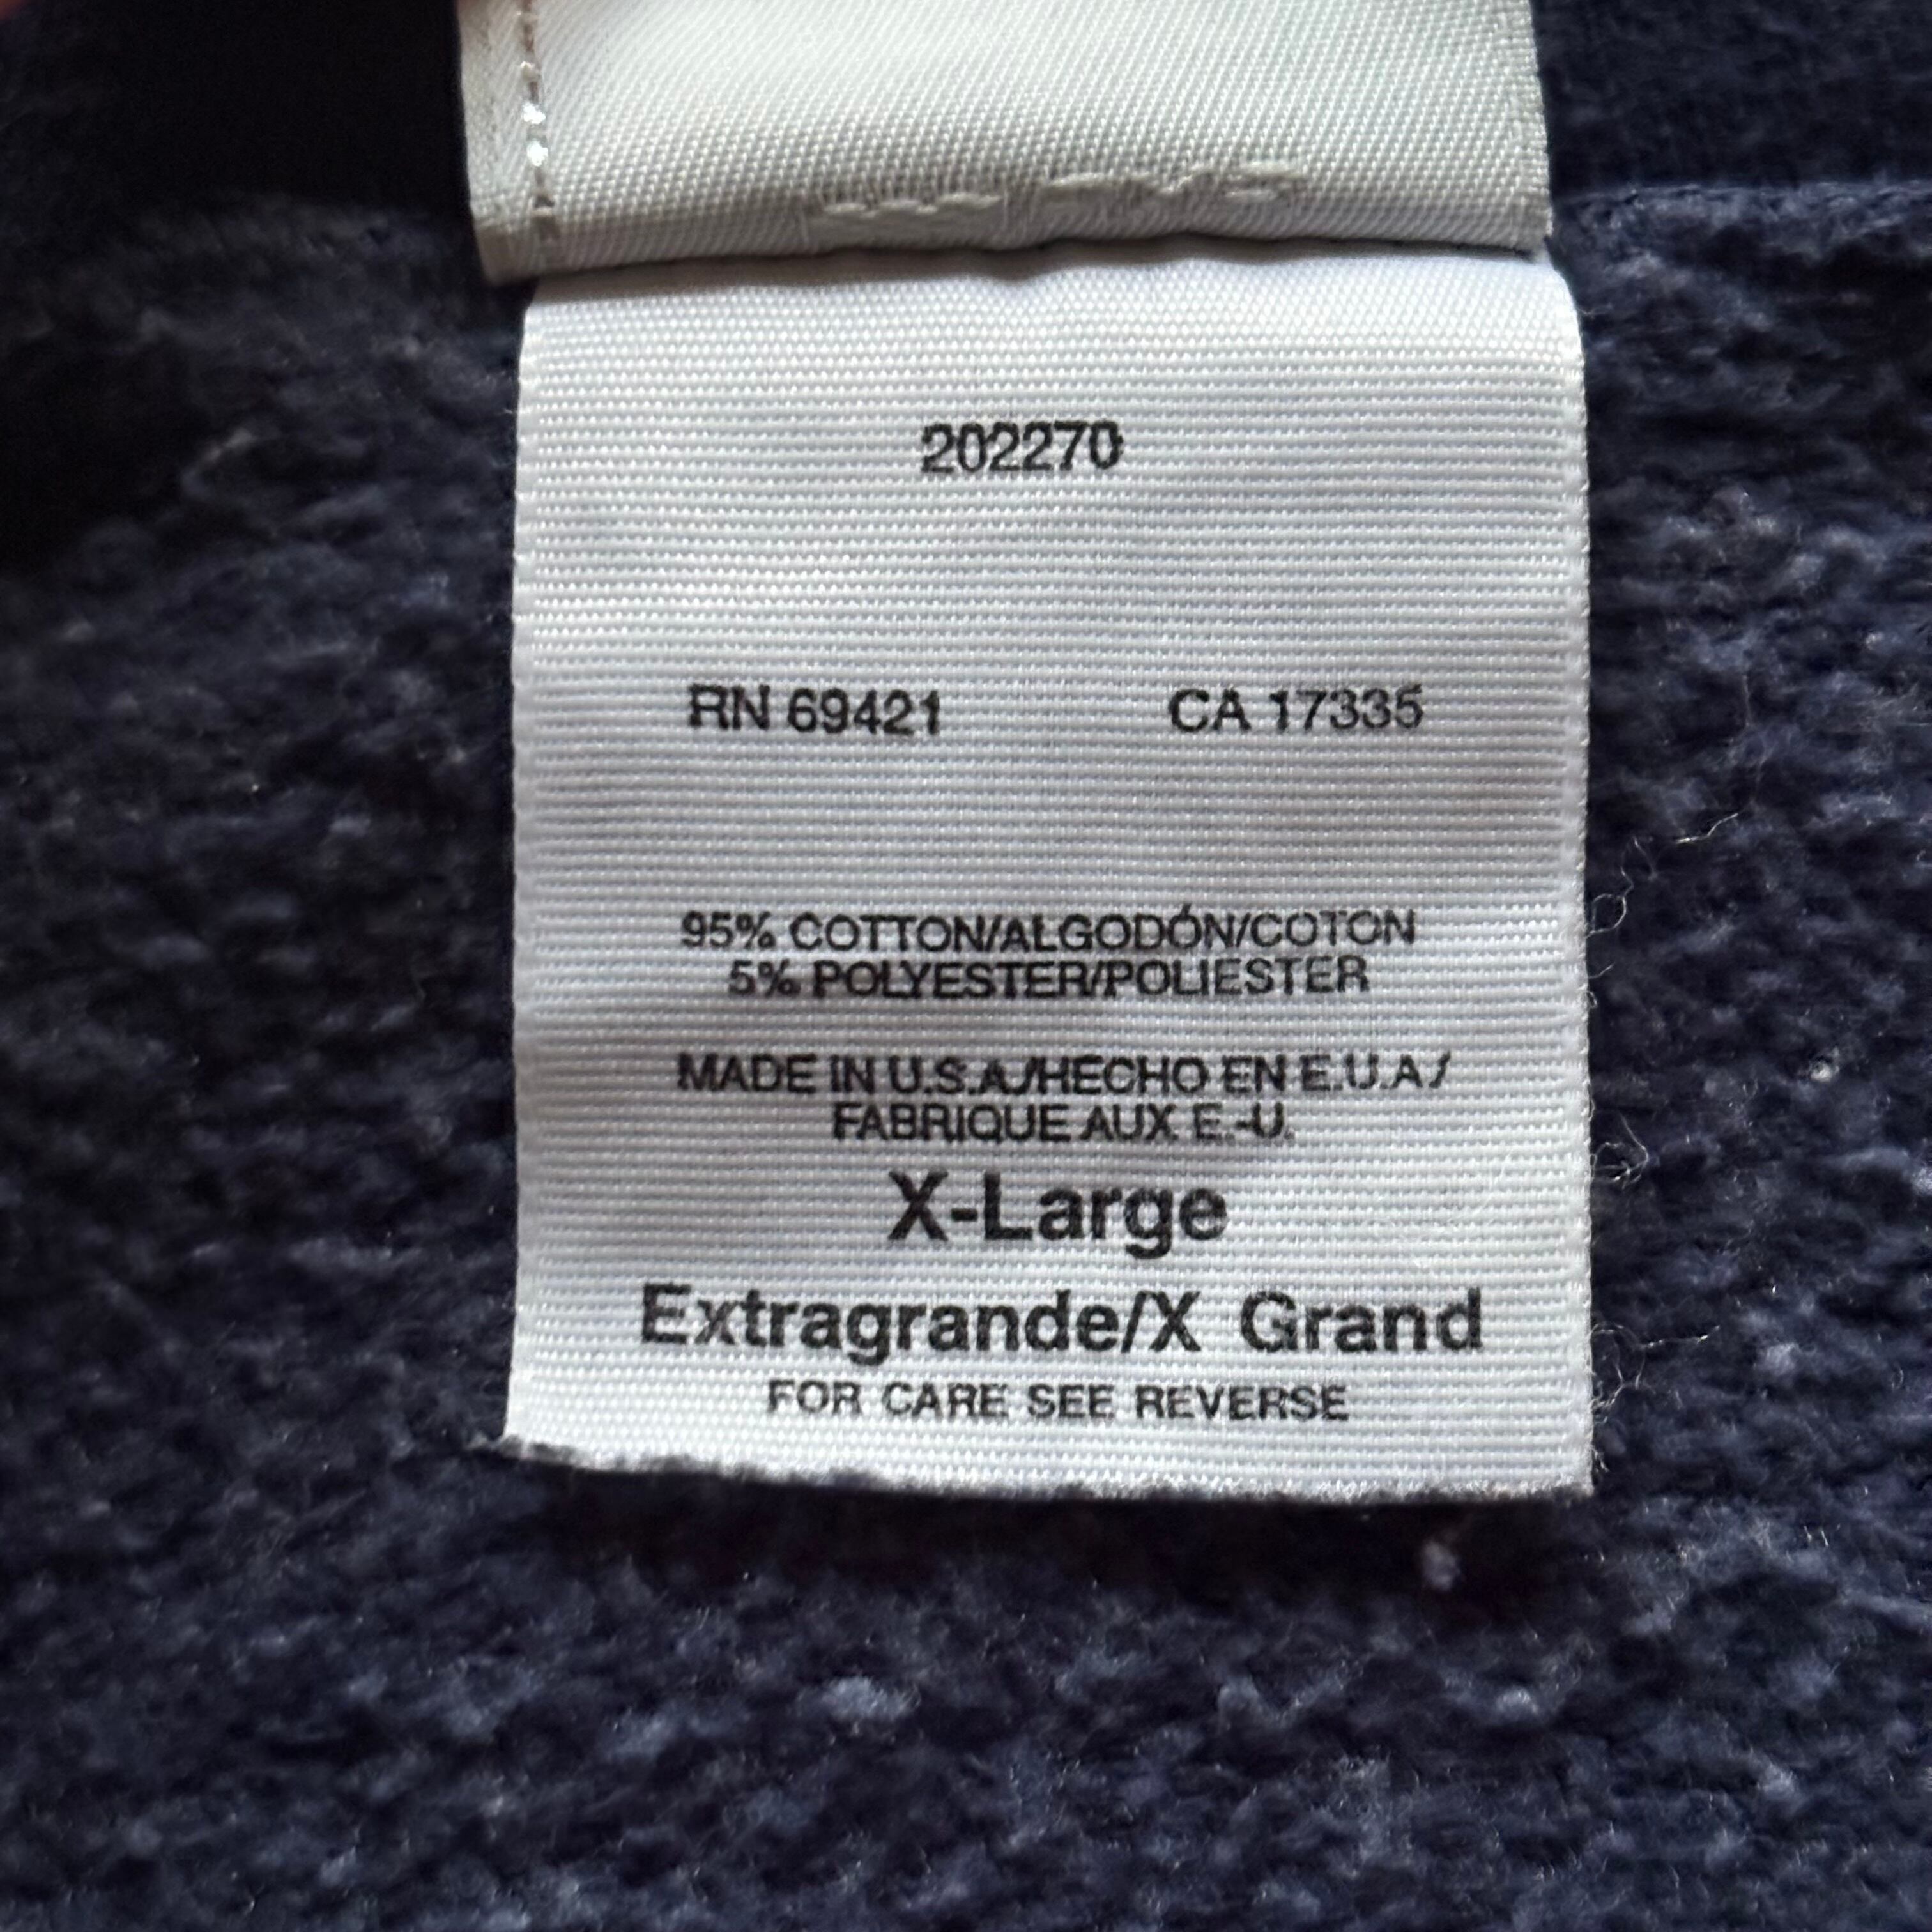 202270
RN 69421 CA 17335
95% COTTON/ALGODÓN/COTON
5% POLYESTER/POLIESTER
MADE IN U.S.A./HECHO EN E.U.A/
FABRIQUE AUX E.-U.
X-Large
Extragrande/X Grand
FOR CARE SEE REVERSE